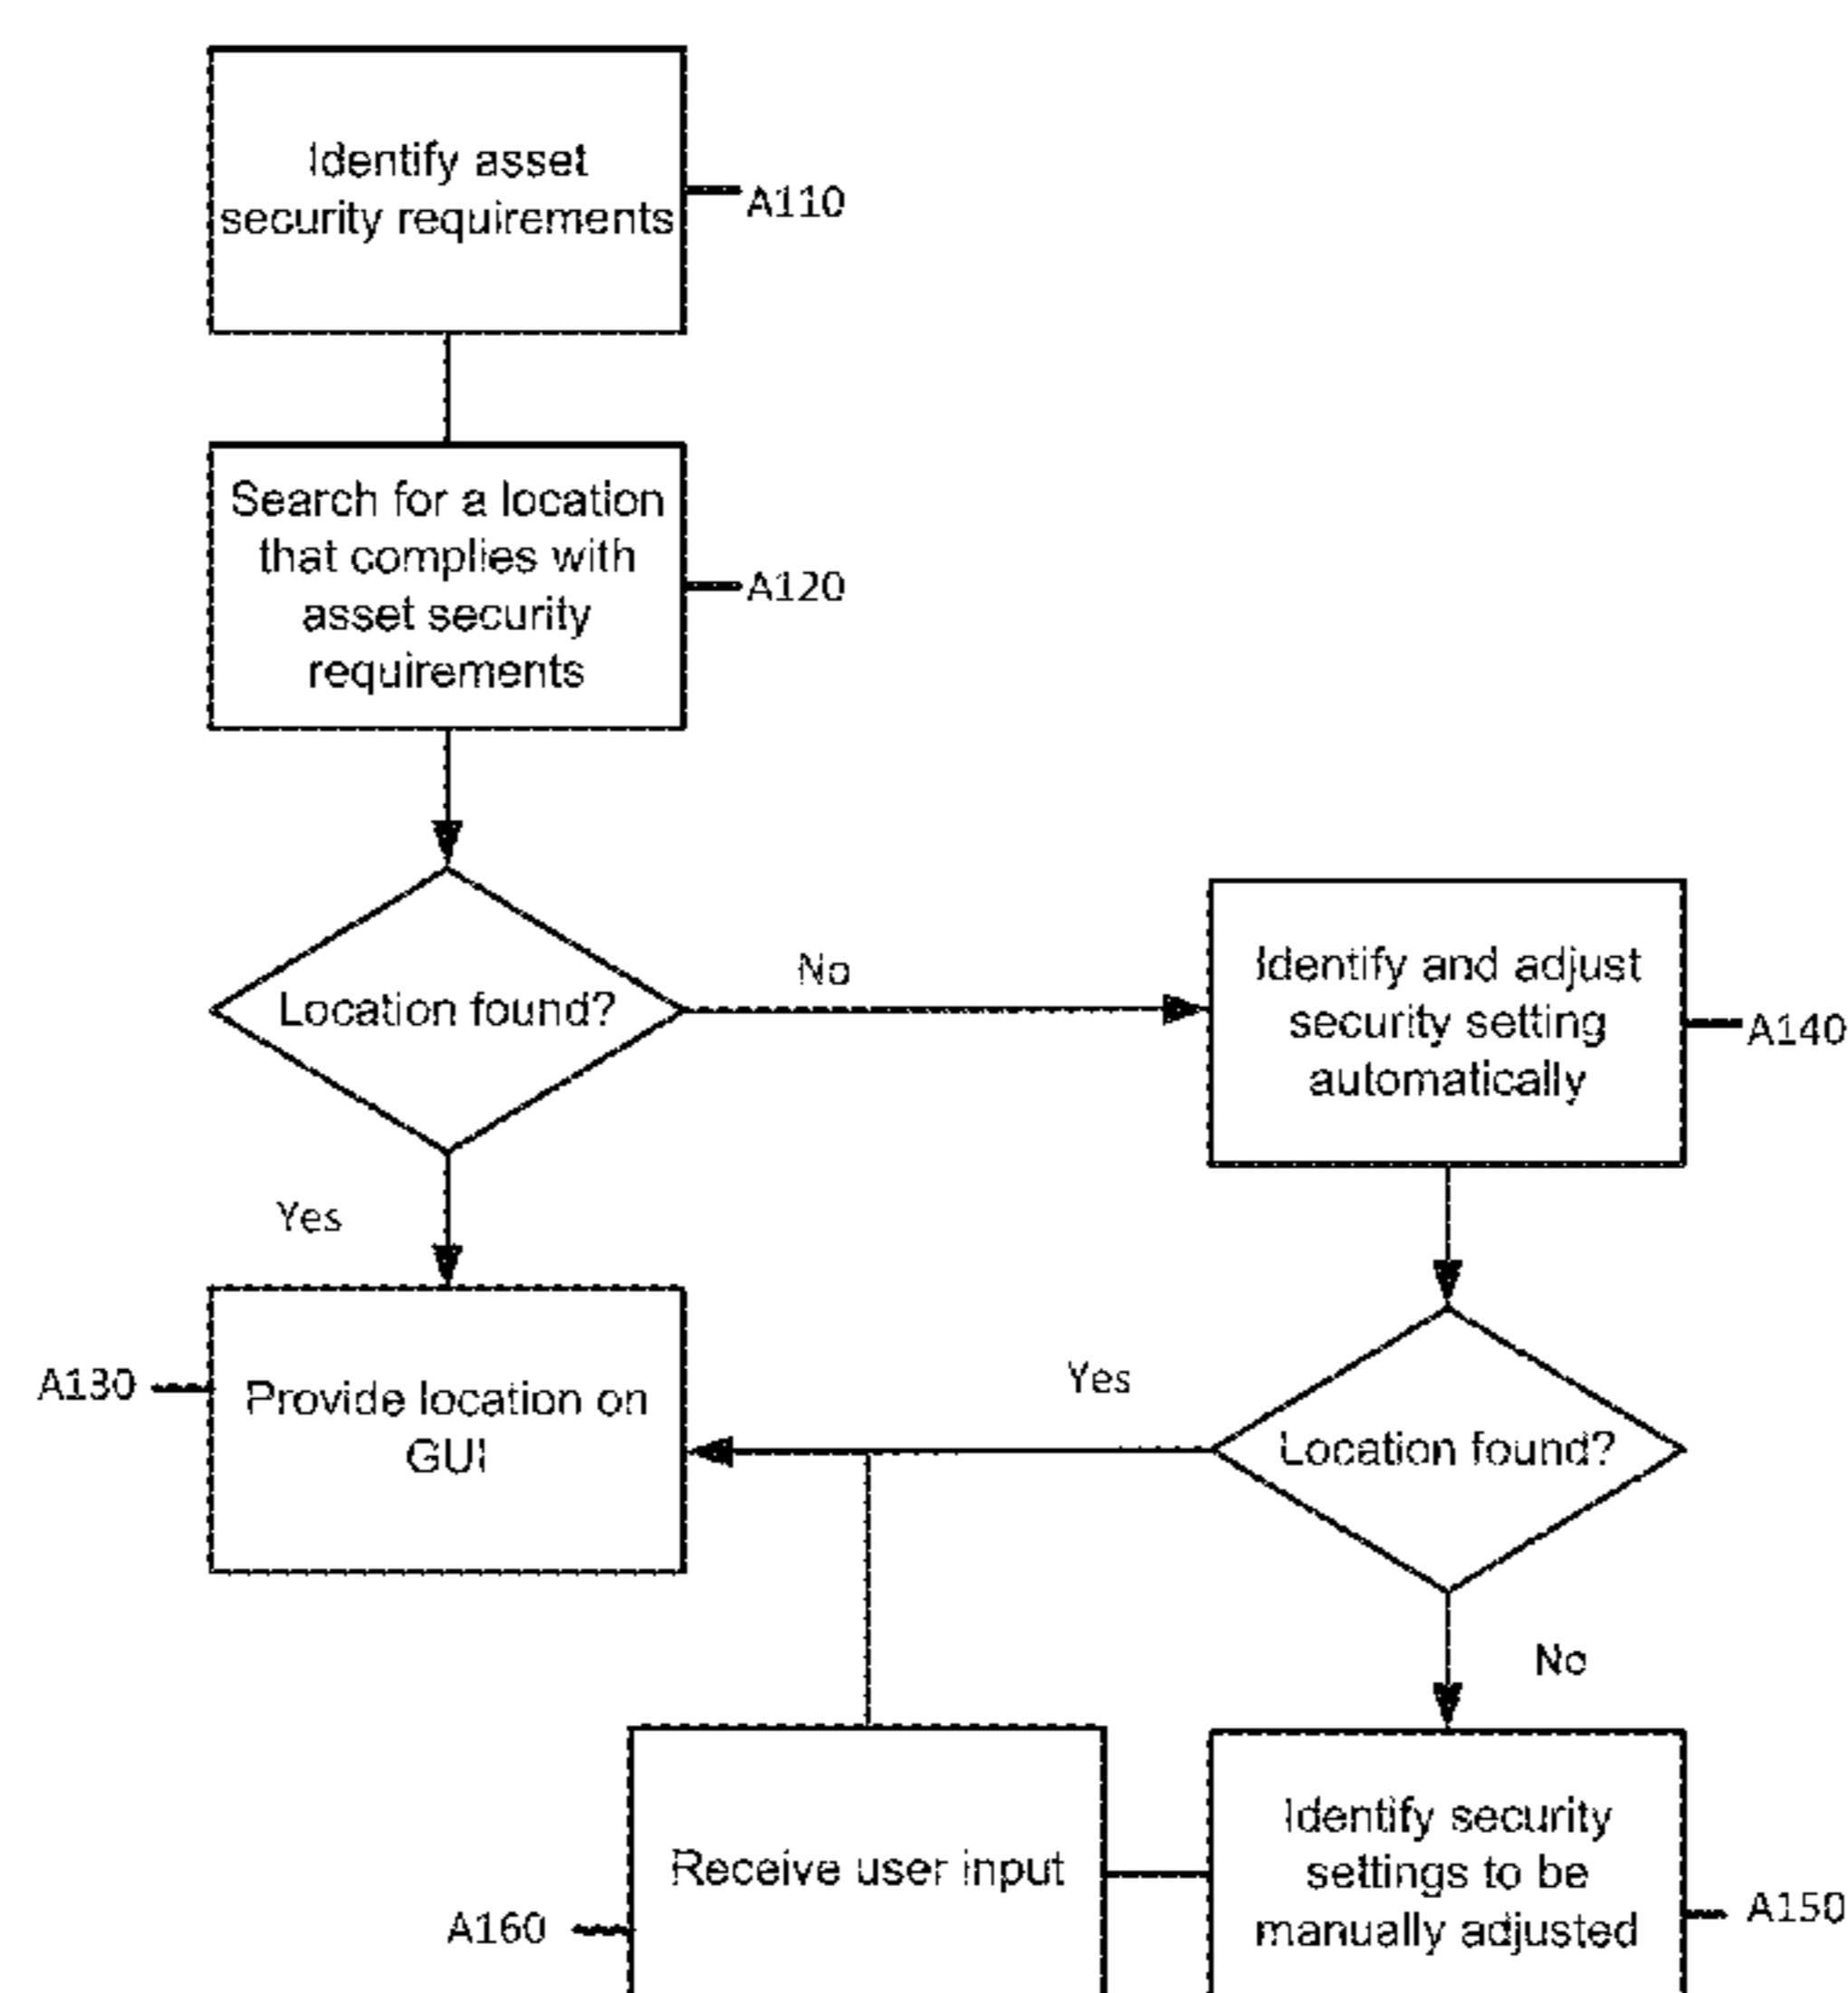 Identify asset
security requirements
A110
Search for a location
that complies with
asset security
requirements
A120
Location found?
No
Identify and adjust
security setting
automatically
A140
Yes
A130
Provide location on
GUI
Yes
Location found?
No
Receive user input
A160
Identify security
settings to be
manually adjusted
A150